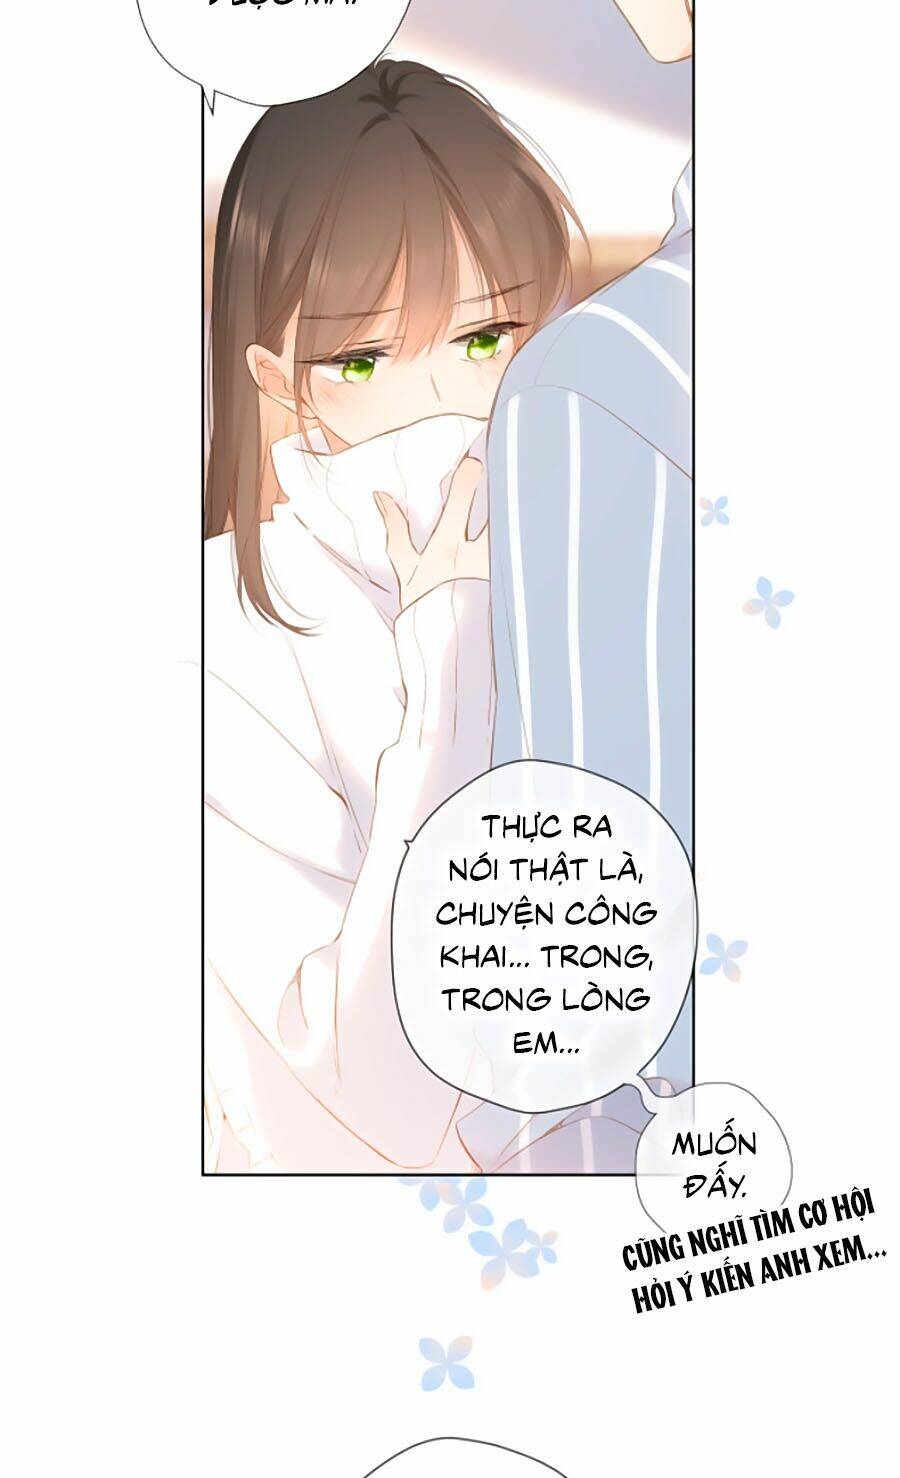 THỰC RA
NÓI THẬT LÀ,
CHUYỆN CÔNG
KHAI... TRONG,
TRONG LÒNG
EM...
MUỐN
ĐẤY.
CŨNG NGHĨ TÌM CƠ HỘI
HỎI Ý KIẾN ANH XEM...